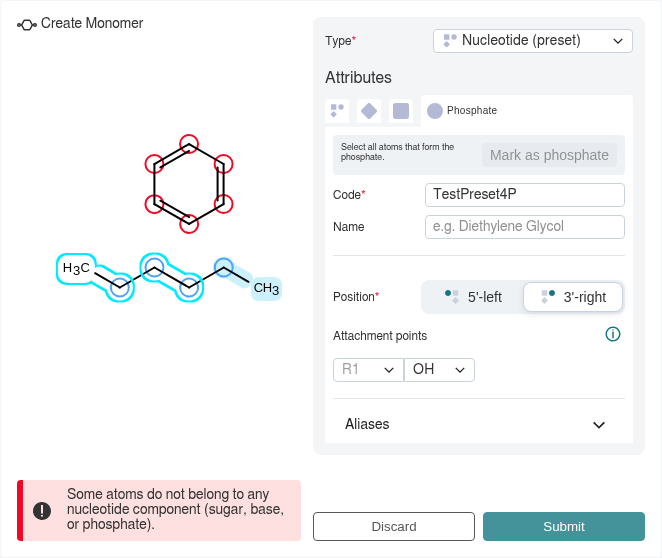 Create Monomer
Type*
Nucleotide (preset)
Attributes
Phosphate
Select all atoms that form the
phosphate.
Mark as phosphate
Code*
TestPreset4P
Name
e.g. Diethylene Glycol
H3C
CH3
Position*
5'-left
3'-right
Attachment points
R1
OH
Aliases
Some atoms do not belong to any
nucleotide component (sugar, base,
or phosphate).
Discard
Submit